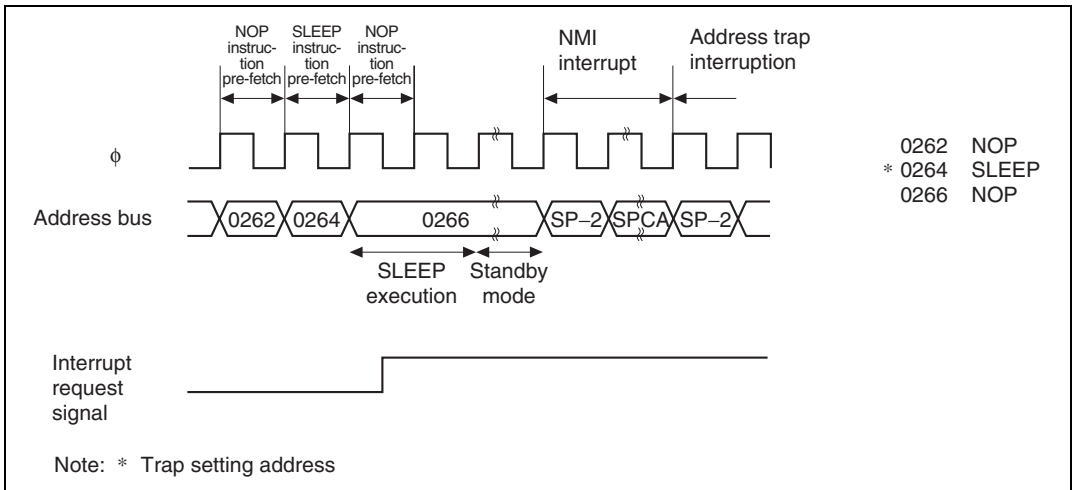 NOP
instruc-
tion
pre-fetch
SLEEP
instruc-
tion
pre-fetch
NOP
instruc-
tion
pre-fetch
NMI
interrupt
Address trap
interruption
ϕ
0262 NOP
* 0264 SLEEP
0266 NOP
Address bus
0262 0264 0266 SP–2 SPCA SP–2
SLEEP
execution
Standby
mode
Interrupt
request
signal
Note: * Trap setting address